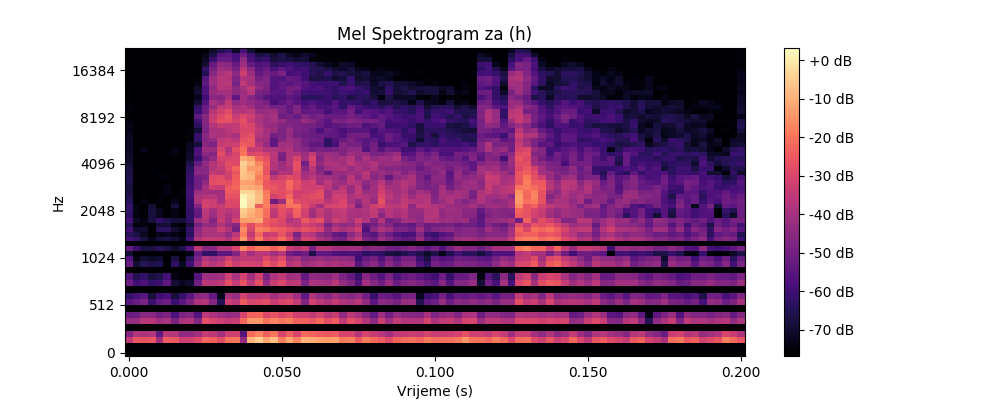 Mel Spektrogram za (h)
Hz
16384
8192
4096
2048
1024
512
0
0.000 0.050 0.100 0.150 0.200
Vrijeme (s)
+0 dB
-10 dB
-20 dB
-30 dB
-40 dB
-50 dB
-60 dB
-70 dB